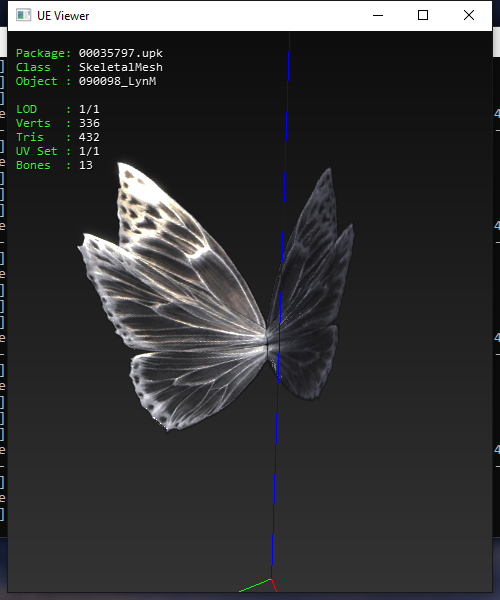 UE Viewer
Package: 00035797.upk
Class : SkeletalMesh
Object : 090098_LynM
LOD : 1/1
Verts : 336
Tris : 432
UV Set : 1/1
Bones : 13